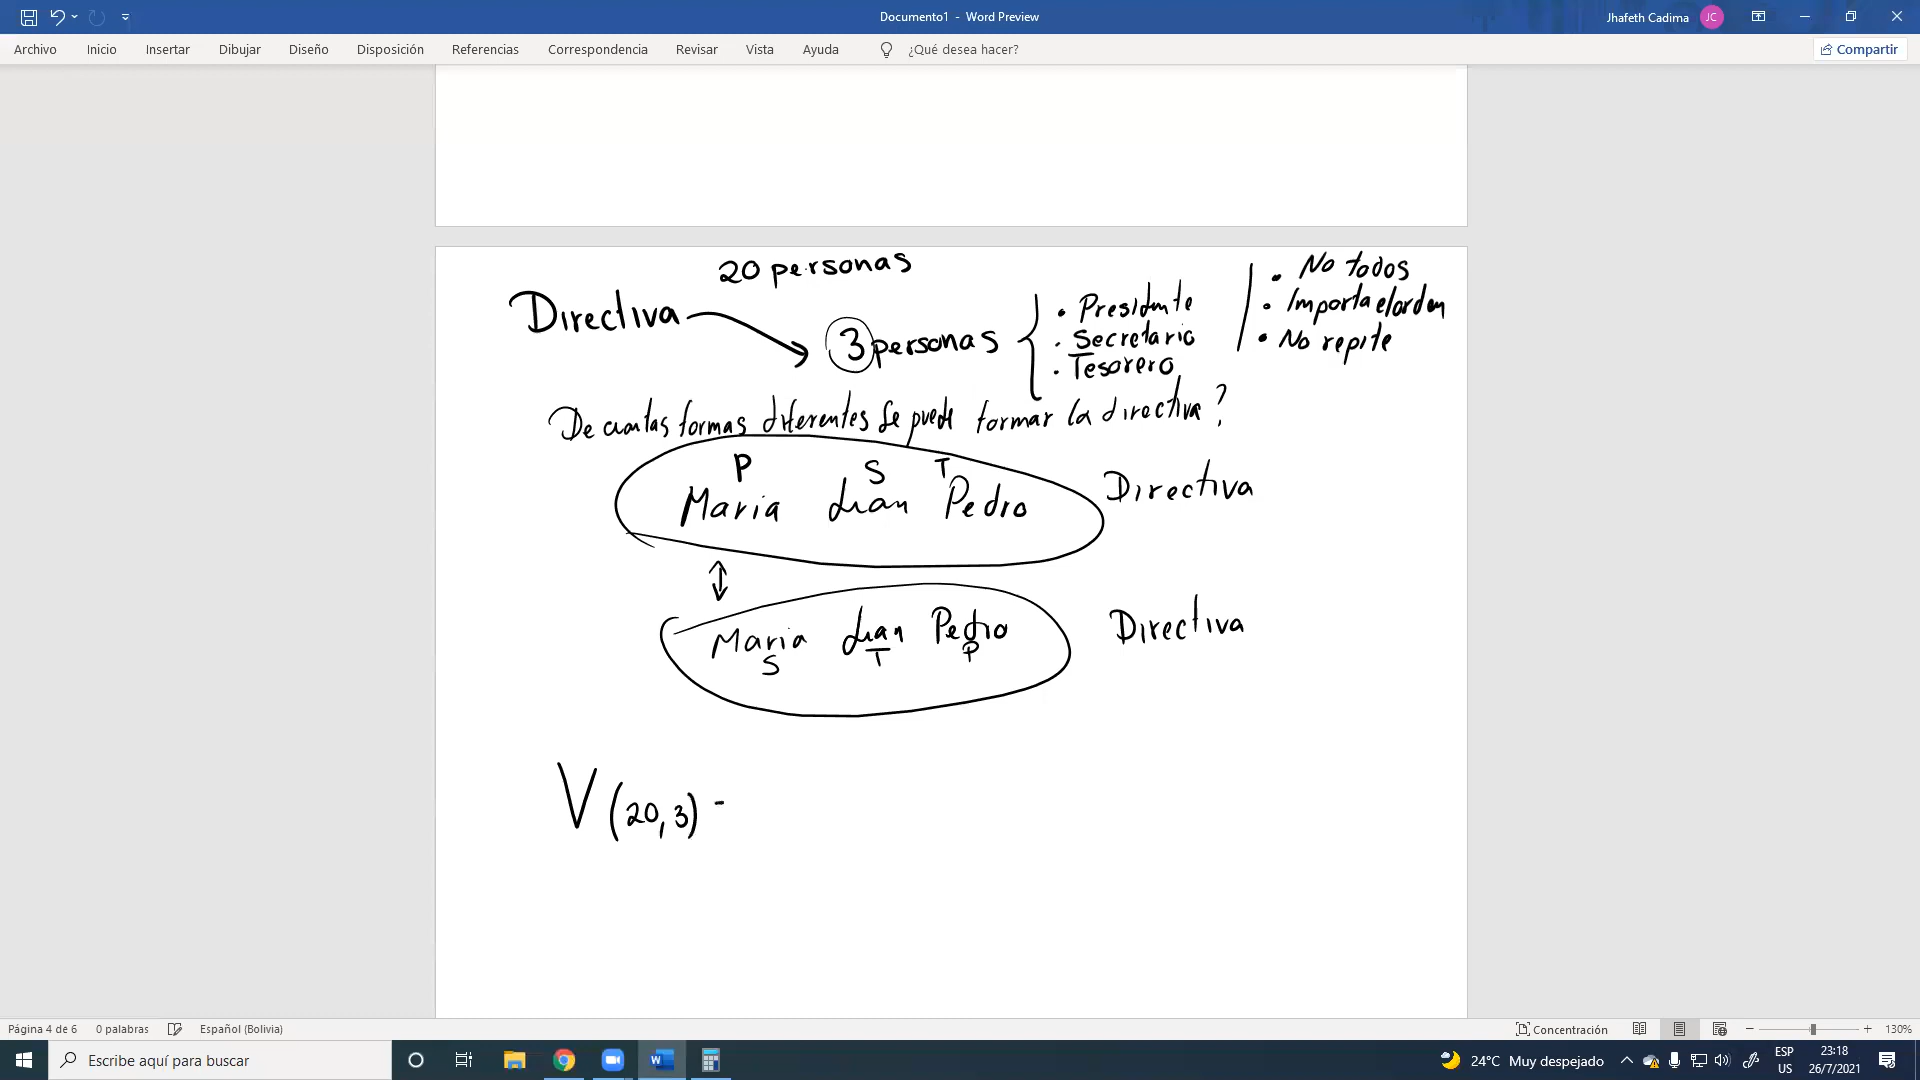 Documento1 - Word Preview
Jhafeth Cadima
JC
Archivo Inicio Insertar Dibujar Diseño Disposición Referencias Correspondencia Revisar Vista Ayuda ¿Qué desea hacer? Compartir
20 personas
Directiva
3 personas
• Presidente
• Secretario
• Tesorero
• No todos
• Importa el orden
• No repite
De cuantas formas diferentes se puede formar la directiva?
P S T
Maria Juan Pedro
Directiva
Maria Juan Pedro
S T P
Directiva
V (20, 3) -
Página 4 de 6 0 palabras Español (Bolivia) Concentración 130%
Escribe aquí para buscar
24°C Muy despejado
ESP
US
23:18
26/7/2021